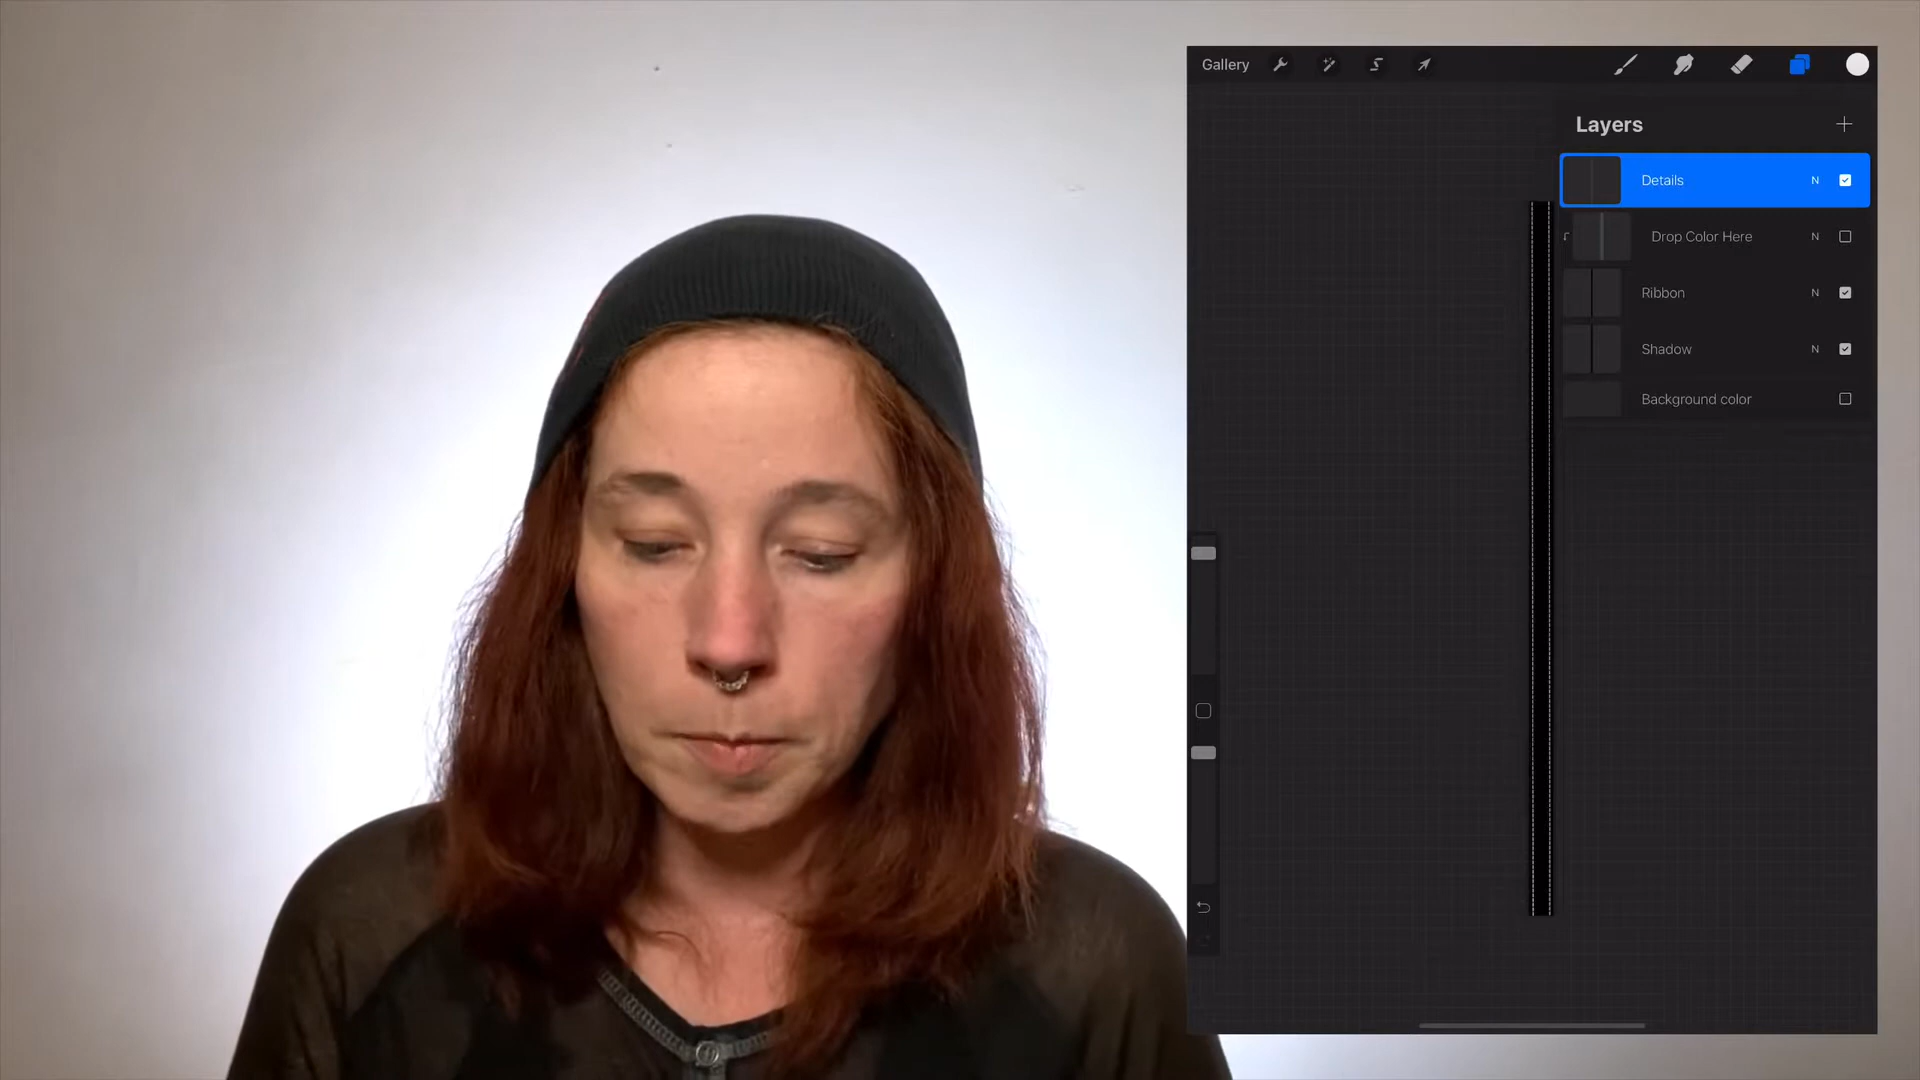 Gallery
Layers
Details N
Drop Color Here N
Ribbon N
Shadow N
Background color